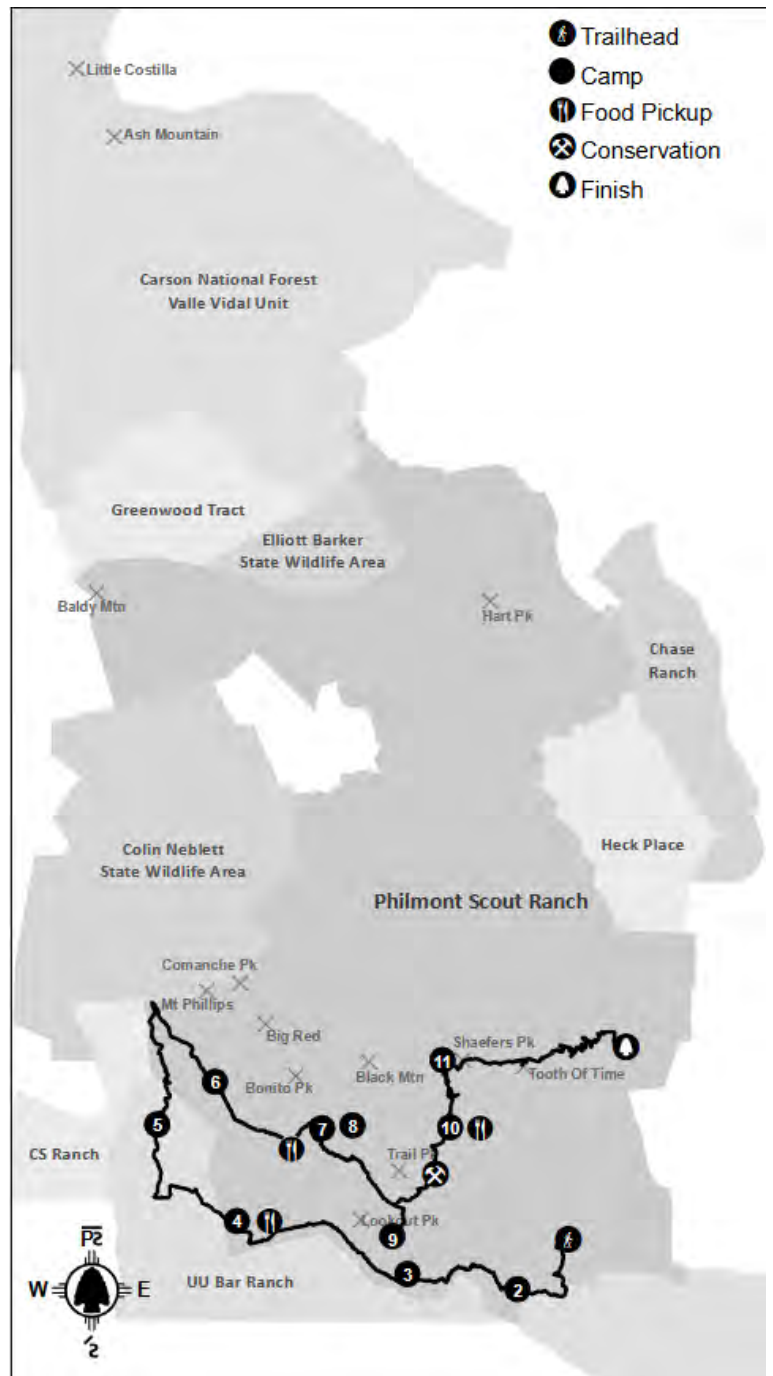 Trailhead
Camp
Food Pickup
Conservation
Finish
Little Costilla
Ash Mountain
Carson National Forest
Valle Vidal Unit
Greenwood Tract
Elliott Barker
State Wildlife Area
Baldy Mtn
Hart Pk
Chase
Ranch
Heck Place
Colin Neblett
State Wildlife Area
Philmont Scout Ranch
Comanche Pk
Mt Phillips
Big Red
Shaefers Pk
11
Black Mtn
Tooth Of Time
6
Bonito Pk
5
7
8
10
CS Ranch
Trail Pk
4
Lookout Pk
9
3
2
UU Bar Ranch
W
E